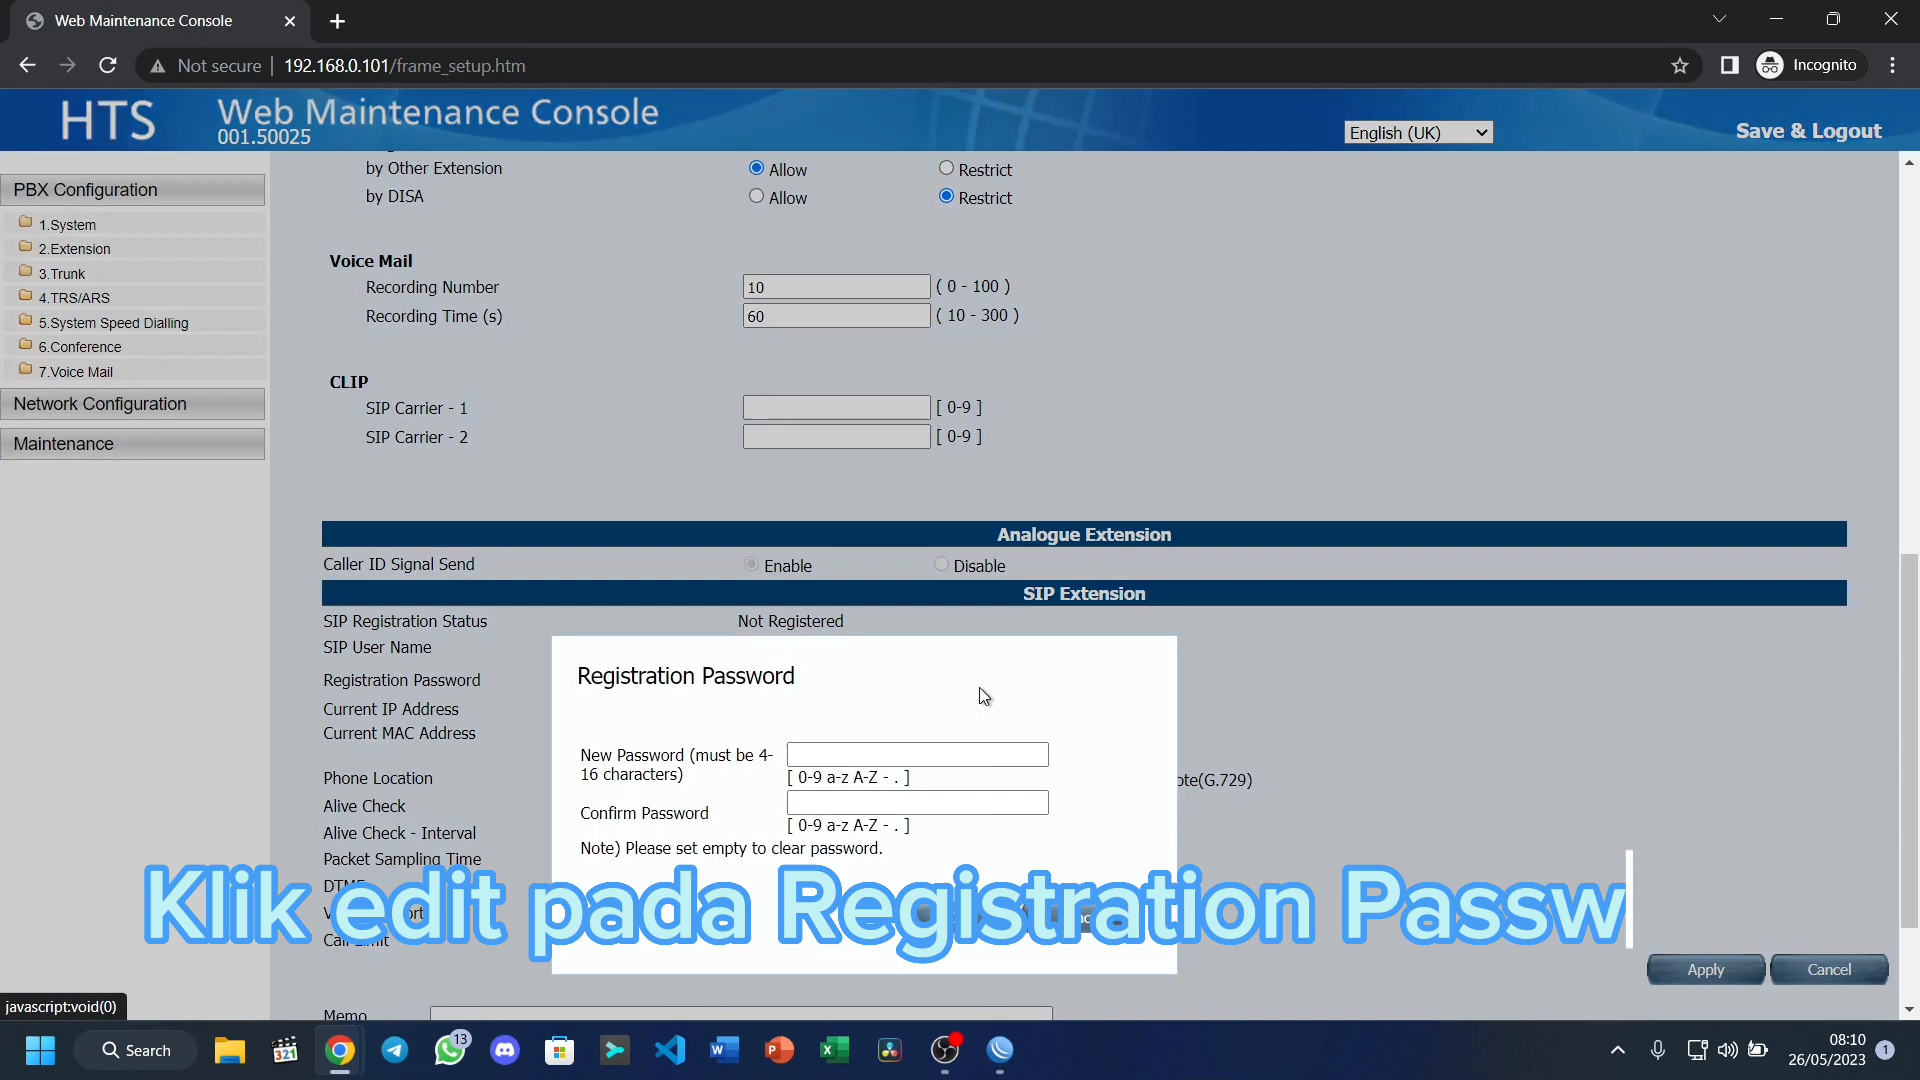 Web Maintenance Console
Not secure
192.168.0.101/frame_setup.htm
Incognito
HTS
Web Maintenance Console
001.50025
English (UK)
Save & Logout
PBX Configuration
1.System
2.Extension
3.Trunk
4.TRS/ARS
5.System Speed Dialling
6.Conference
7.Voice Mail
Network Configuration
Maintenance
by Other Extension Allow Restrict
by DISA Allow Restrict
Voice Mail
Recording Number 10 ( 0 - 100 )
Recording Time (s) 60 ( 10 - 300 )
CLIP
SIP Carrier - 1 [ 0-9 ]
SIP Carrier - 2 [ 0-9 ]
Analogue Extension
Caller ID Signal Send Enable Disable
SIP Extension
SIP Registration Status Not Registered
SIP User Name
Registration Password
Current IP Address
Current MAC Address
Phone Location
Alive Check
Alive Check - Interval
Packet Sampling Time
Call Limit
Registration Password
New Password (must be 4-
16 characters)
[ 0-9 a-z A-Z - . ]
Confirm Password
[ 0-9 a-z A-Z - . ]
Note) Please set empty to clear password.
(G.729)
Klik edit pada Registration Passw
Apply Cancel
Memo
javascript:void(0)
Search
321
13
08:10
26/05/2023
1